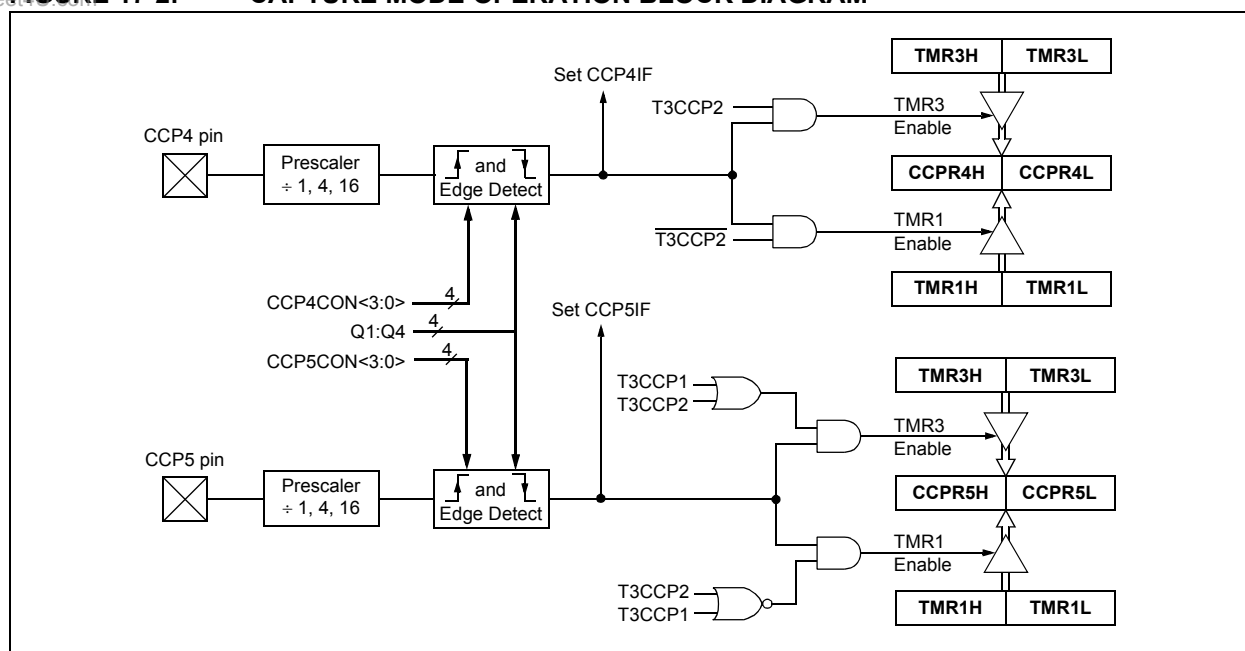 CAPTURE MODE OPERATION BLOCK DIAGRAM
TMR3H TMR3L
Set CCP4IF
T3CCP2
TMR3
Enable
CCP4 pin
Prescaler
÷ 1, 4, 16
and
Edge Detect
CCPR4H CCPR4L
T3CCP2
TMR1
Enable
TMR1H TMR1L
CCP4CON<3:0>
4
Q1:Q4
4
CCP5CON<3:0>
4
Set CCP5IF
TMR3H TMR3L
T3CCP1
T3CCP2
TMR3
Enable
CCP5 pin
Prescaler
÷ 1, 4, 16
and
Edge Detect
CCPR5H CCPR5L
TMR1
Enable
T3CCP2
T3CCP1
TMR1H TMR1L